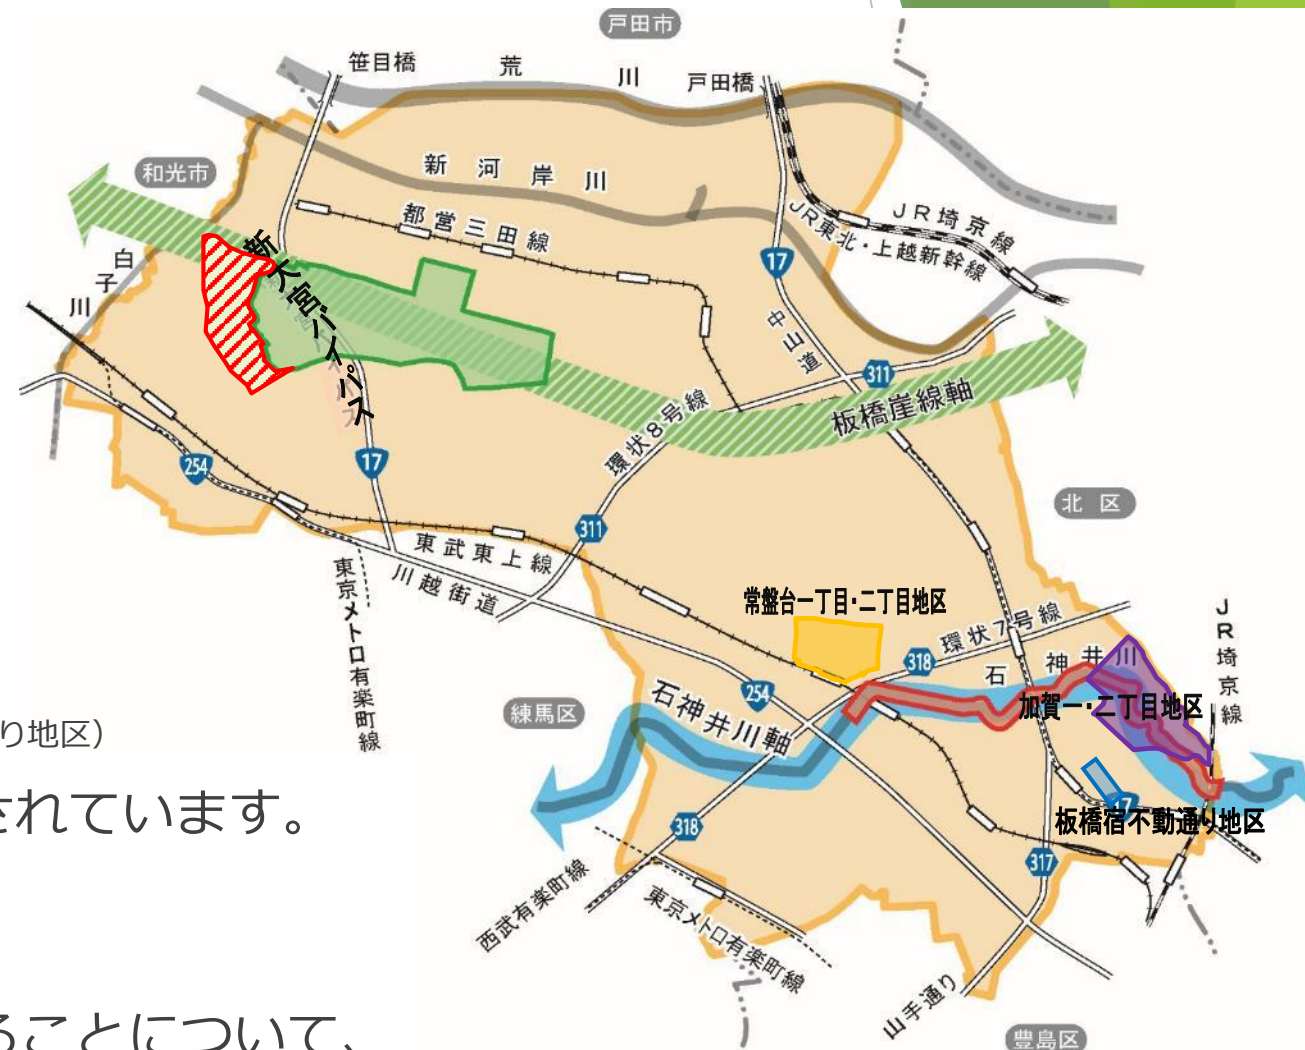 戸田市
笹目橋
荒川
戸田橋
和光市
新河岸川
都営三田線
JR埼京線
JR東北・上越新幹線
白子川
新大宮バイパス
17
中山道
311
板橋崖線軸
環状8号線
254
17
北区
311
東武東上線
川越街道
東京メトロ有楽町線
常盤台一丁目・二丁目地区
環状7号線
318
石神井川
JR埼京線
254
石神井川軸
練馬区
加賀一・二丁目地区
り地区）
されています。
17
板橋宿不動通り地区
318
317
西武有楽町線
東京メトロ有楽町線
山手通り
ることについて、
豊島区